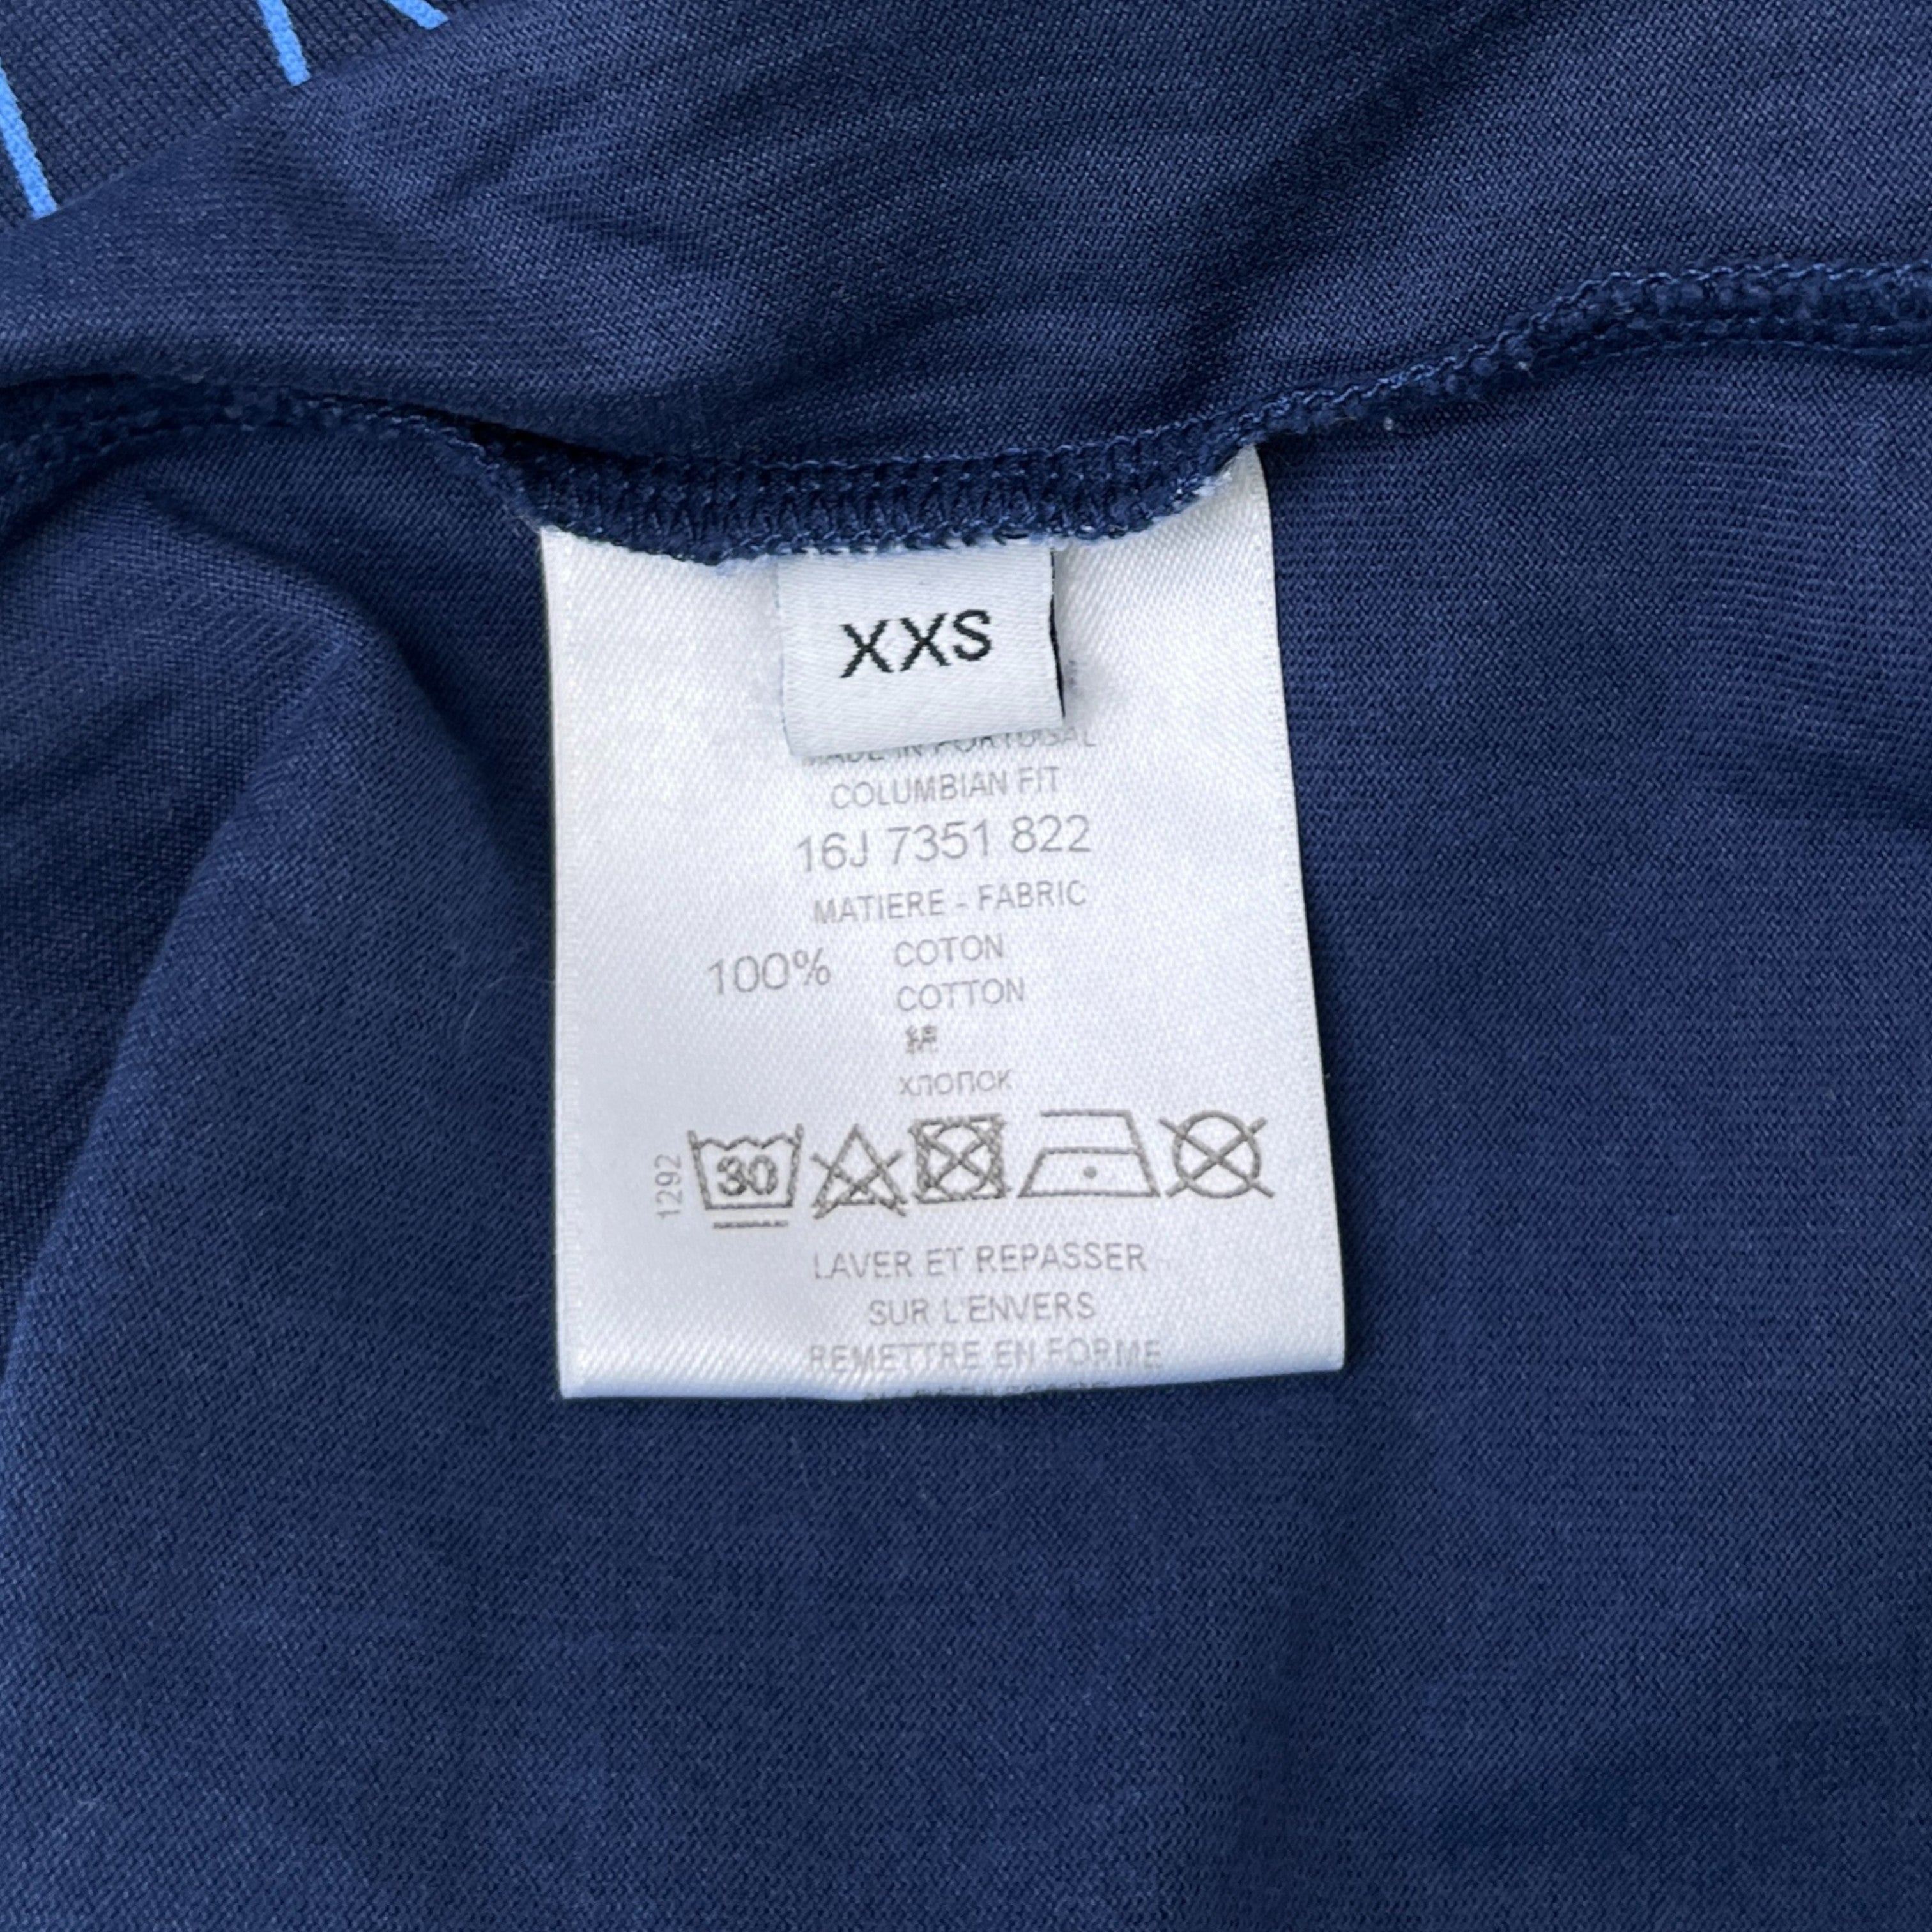 XXS
MADE IN PORTUGAL
COLUMBIAN FIT
16J 7351 822
MATIERE - FABRIC
100%
COTON
COTTON
хлопок
1292
30
LAVER ET REPASSER
SUR L'ENVERS
REMETTRE EN FORME